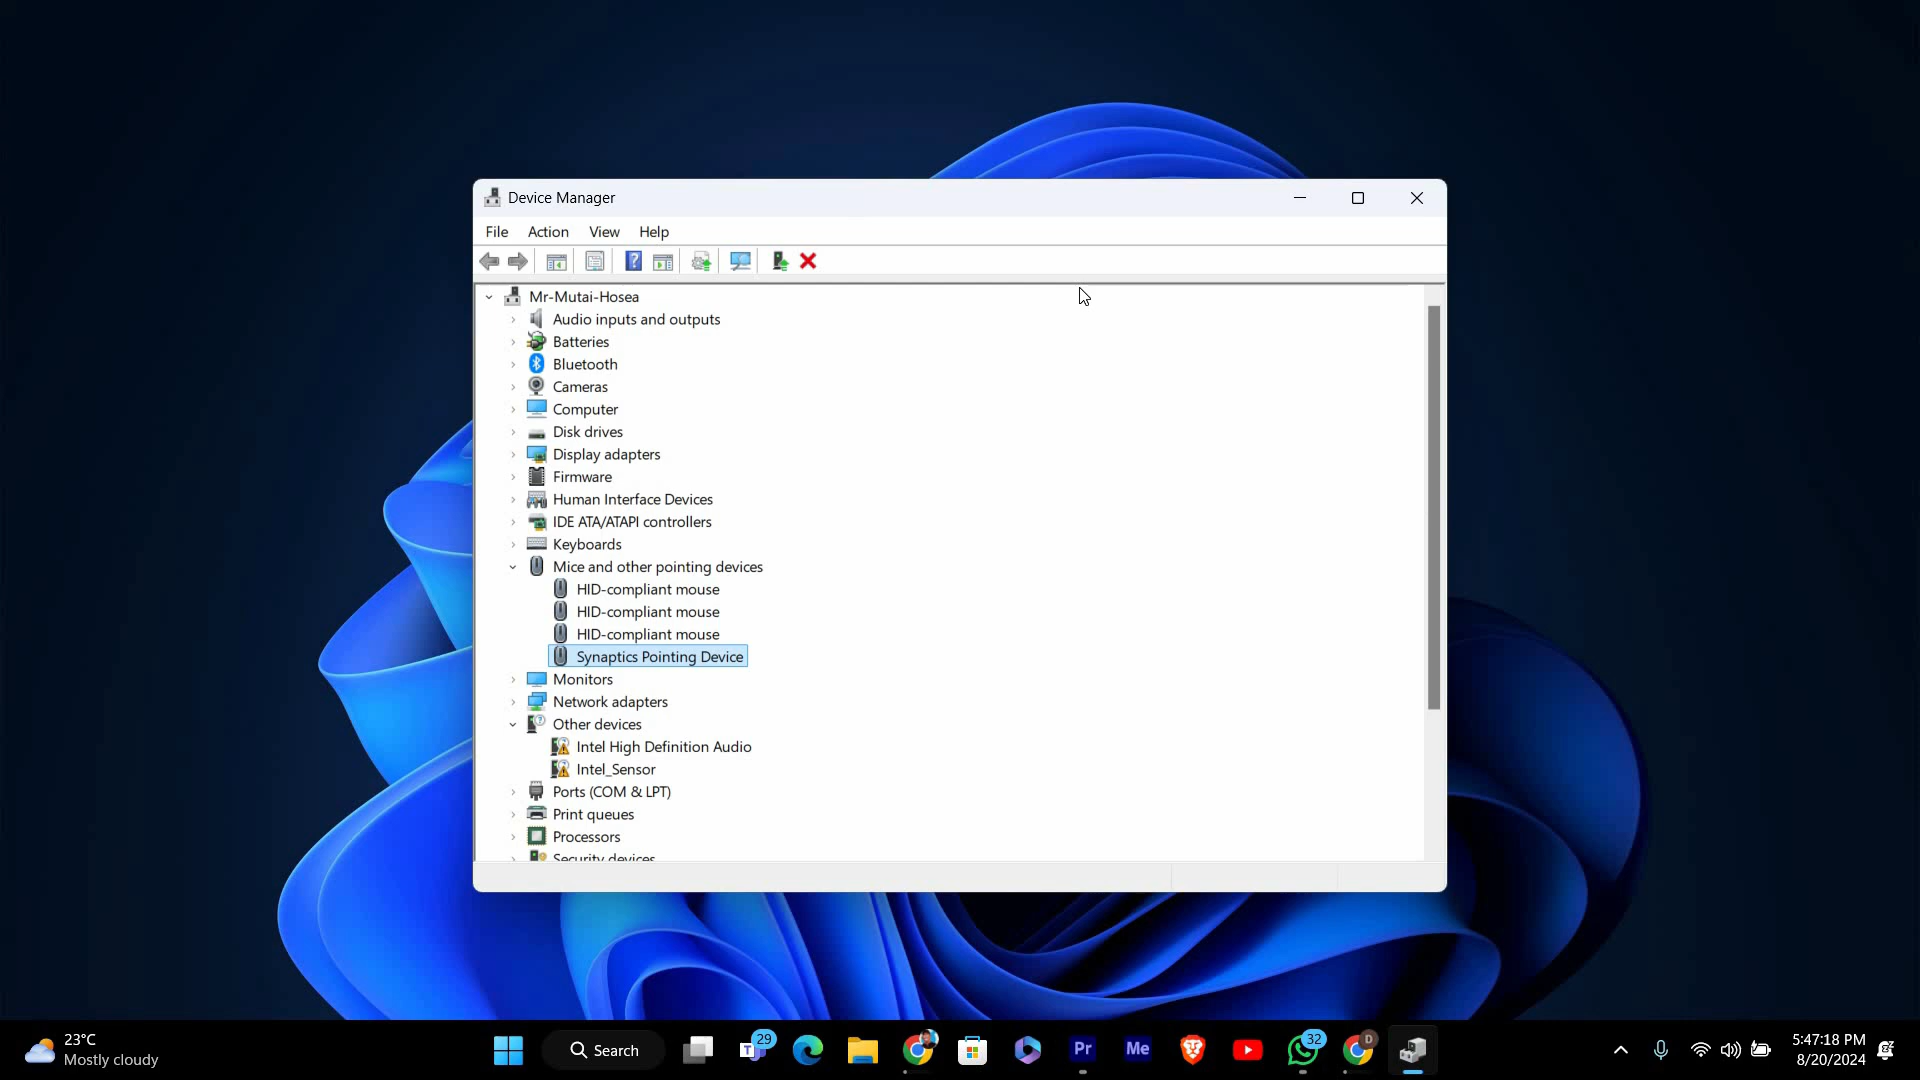 Device Manager
File Action View Help
Mr-Mutai-Hosea
Audio inputs and outputs
Batteries
Bluetooth
Cameras
Computer
Disk drives
Display adapters
Firmware
Human Interface Devices
IDE ATA/ATAPI controllers
Keyboards
Mice and other pointing devices
HID-compliant mouse
HID-compliant mouse
HID-compliant mouse
Synaptics Pointing Device
Monitors
Network adapters
Other devices
Intel High Definition Audio
Intel_Sensor
Ports (COM & LPT)
Print queues
Processors
Security devices
23°C
Mostly cloudy
Search
29
Pr
Me
32
D
5:47:18 PM
8/20/2024